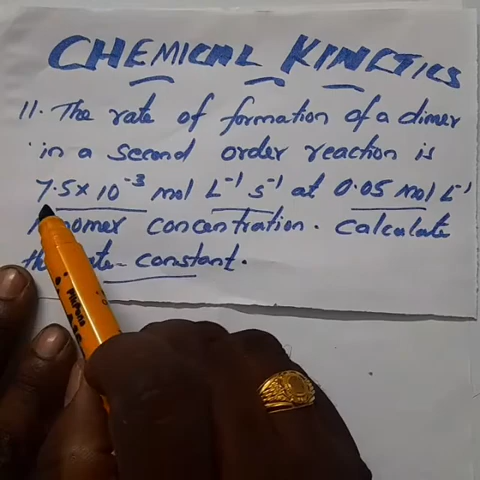 CHEMICAL KINETICS
11. The rate of formation of a dimer
in a second order reaction is
7.5 × 10⁻³ mol L⁻¹ s⁻¹ at 0.05 mol L⁻¹
concentration. calculate
constant.